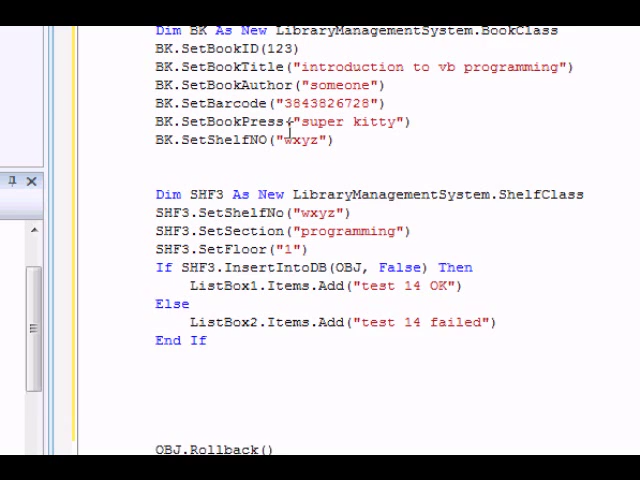 Dim BK As New LibraryManagementSystem.BookClass
BK.SetBookID(123)
BK.SetBookTitle("introduction to vb programming")
BK.SetBookAuthor("someone")
BK.SetBarcode("3843826728")
BK.SetBookPress("super kitty")
BK.SetShelfNO("wxyz")
Dim SHF3 As New LibraryManagementSystem.ShelfClass
SHF3.SetShelfNo("wxyz")
SHF3.SetSection("programming")
SHF3.SetFloor("1")
If SHF3.InsertIntoDB(OBJ, False) Then
ListBox1.Items.Add("test 14 OK")
Else
ListBox2.Items.Add("test 14 failed")
End If
OBJ.Rollback()